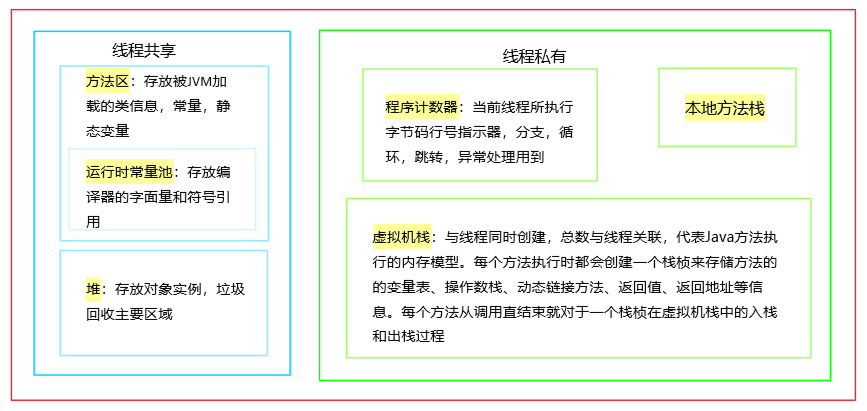 线程共享
方法区：存放被JVM加
载的类信息，常量，静
态变量
运行时常量池：存放编
译器的字面量和符号引
用
堆：存放对象实例，垃圾
回收主要区域
线程私有
程序计数器：当前线程所执行
字节码行号指示器，分支，循
环，跳转，异常处理用到
本地方法栈
虚拟机栈：与线程同时创建，总数与线程关联，代表Java方法执
行的内存模型。每个方法执行时都会创建一个栈桢来存储方法的
的变量表、操作数栈、动态链接方法、返回值、返回地址等信
息。每个方法从调用直结束就对于一个栈桢在虚拟机栈中的入栈
和出栈过程